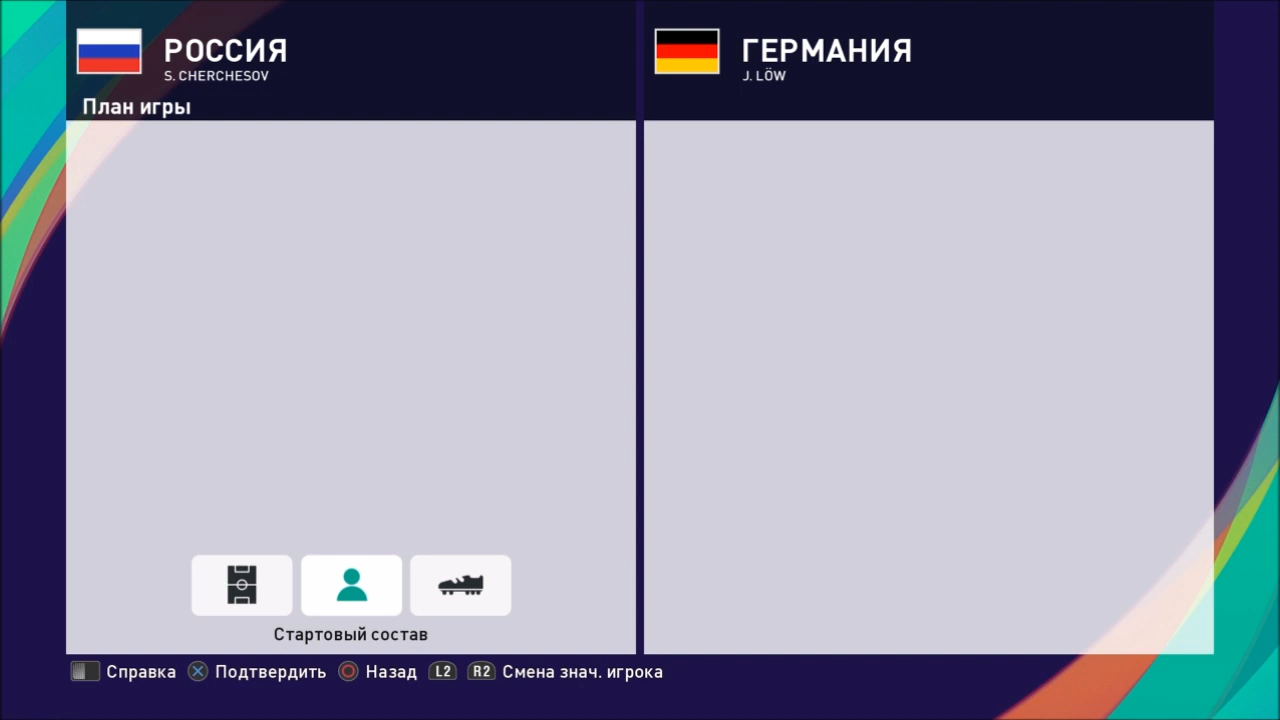 РОССИЯ
S. CHERCHESOV
План игры
ГЕРМАНИЯ
J. LÖW
Стартовый состав
Справка Подтвердить Назад L2 R2 Смена знач. игрока